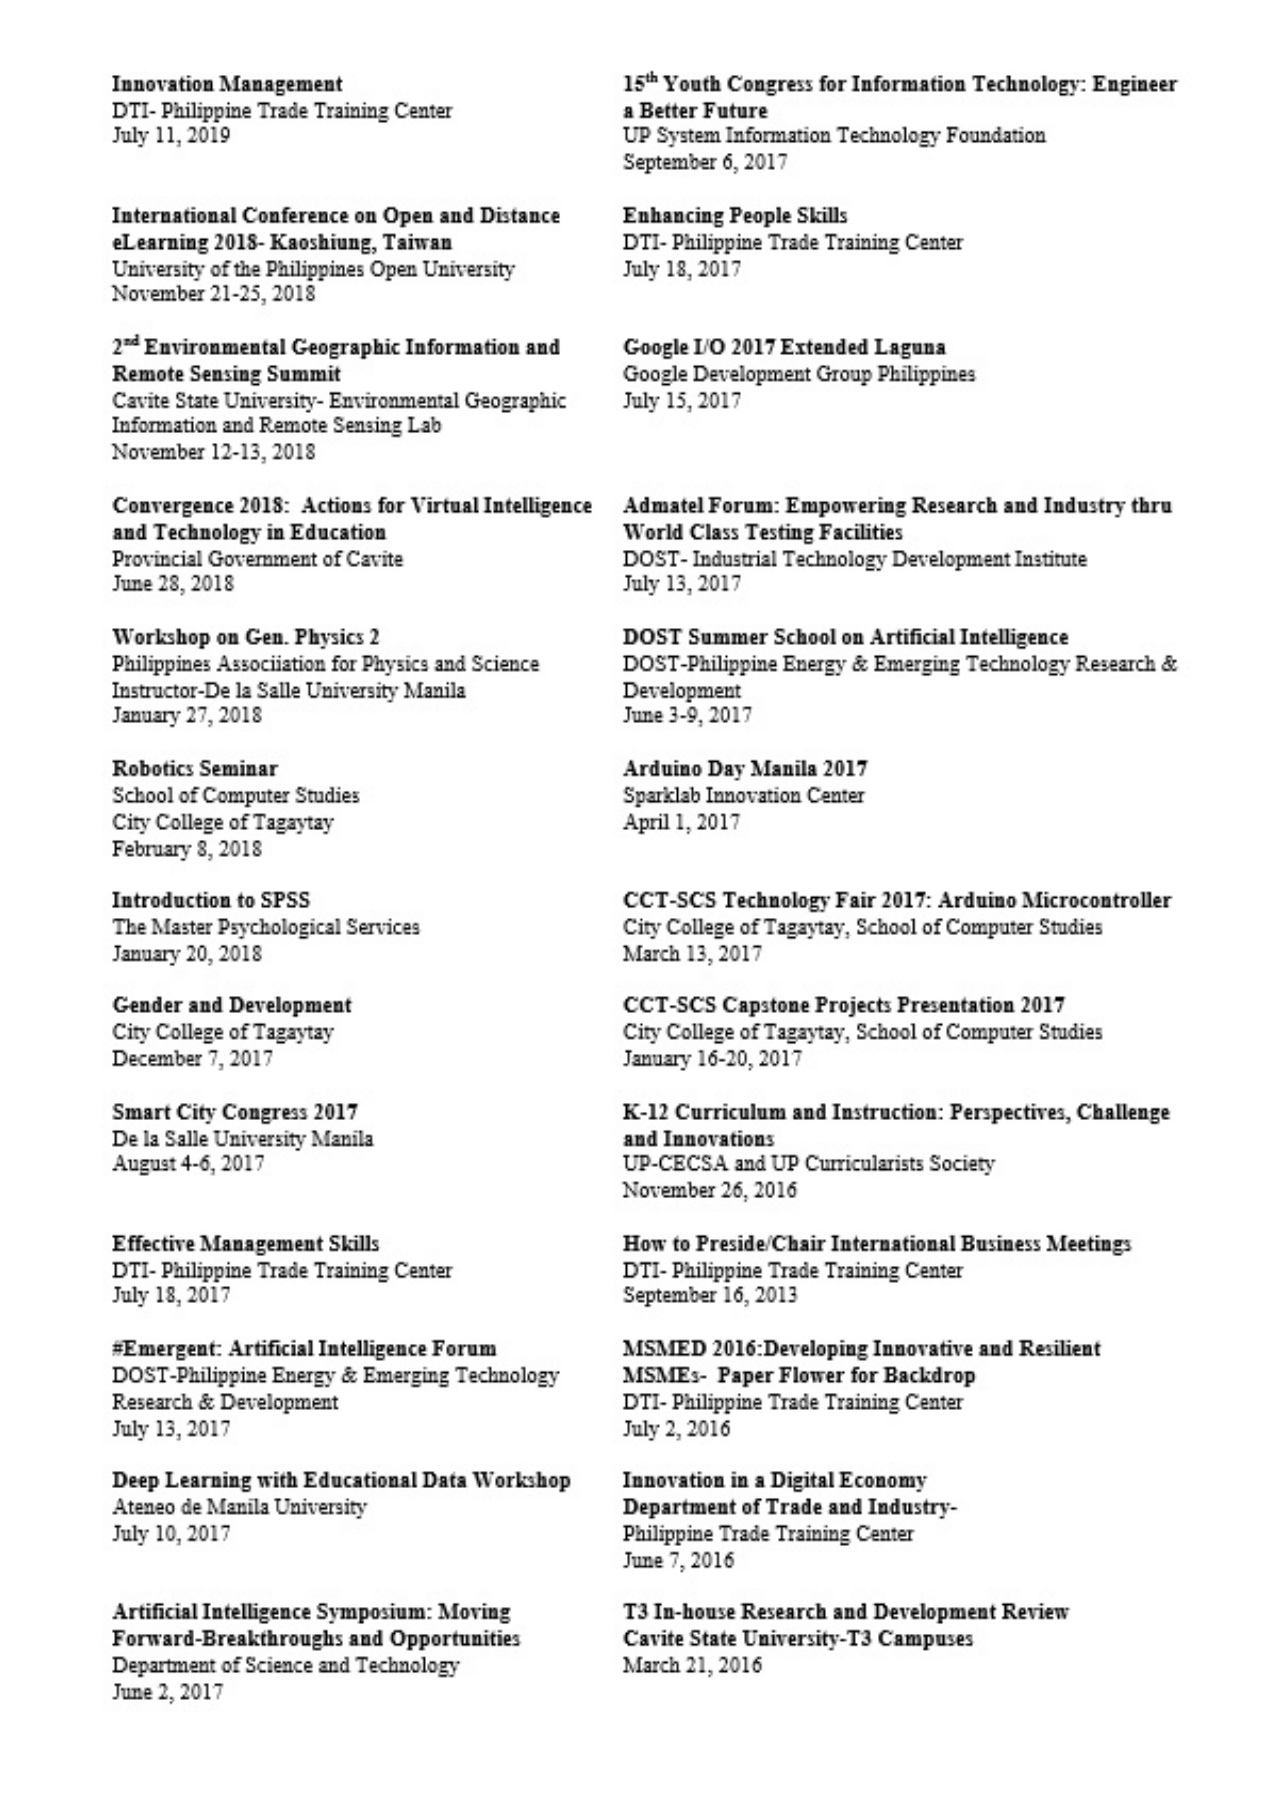 Innovation Management
DTI- Philippine Trade Training Center
July 11, 2019
International Conference on Open and Distance
eLearning 2018- Kaoshiung, Taiwan
University of the Philippines Open University
November 21-25, 2018
2nd Environmental Geographic Information and
Remote Sensing Summit
Cavite State University- Environmental Geographic
Information and Remote Sensing Lab
November 12-13, 2018
Convergence 2018:  Actions for Virtual Intelligence
and Technology in Education
Provincial Government of Cavite
June 28, 2018
Workshop on Gen. Physics 2
Philippines Associiation for Physics and Science
Instructor-De la Salle University Manila
January 27, 2018
Robotics Seminar
School of Computer Studies
City College of Tagaytay
February 8, 2018
Introduction to SPSS
The Master Psychological Services
January 20, 2018
Gender and Development
City College of Tagaytay
December 7, 2017
Smart City Congress 2017
De la Salle University Manila
August 4-6, 2017
Effective Management Skills
DTI- Philippine Trade Training Center
July 18, 2017
#Emergent: Artificial Intelligence Forum
DOST-Philippine Energy & Emerging Technology
Research & Development
July 13, 2017
Deep Learning with Educational Data Workshop
Ateneo de Manila University
July 10, 2017
Artificial Intelligence Symposium: Moving
Forward-Breakthroughs and Opportunities
Department of Science and Technology
June 2, 2017
15th Youth Congress for Information Technology: Engineer
a Better Future
UP System Information Technology Foundation
September 6, 2017
Enhancing People Skills
DTI- Philippine Trade Training Center
July 18, 2017
Google I/O 2017 Extended Laguna
Google Development Group Philippines
July 15, 2017
Admatel Forum: Empowering Research and Industry thru
World Class Testing Facilities
DOST- Industrial Technology Development Institute
July 13, 2017
DOST Summer School on Artificial Intelligence
DOST-Philippine Energy & Emerging Technology Research &
Development
June 3-9, 2017
Arduino Day Manila 2017
Sparklab Innovation Center
April 1, 2017
CCT-SCS Technology Fair 2017: Arduino Microcontroller
City College of Tagaytay, School of Computer Studies
March 13, 2017
CCT-SCS Capstone Projects Presentation 2017
City College of Tagaytay, School of Computer Studies
January 16-20, 2017
K-12 Curriculum and Instruction: Perspectives, Challenge
and Innovations
UP-CECSA and UP Curricularists Society
November 26, 2016
How to Preside/Chair International Business Meetings
DTI- Philippine Trade Training Center
September 16, 2013
MSMED 2016:Developing Innovative and Resilient
MSMEs-  Paper Flower for Backdrop
DTI- Philippine Trade Training Center
July 2, 2016
Innovation in a Digital Economy
Department of Trade and Industry-
Philippine Trade Training Center
June 7, 2016
T3 In-house Research and Development Review
Cavite State University-T3 Campuses
March 21, 2016